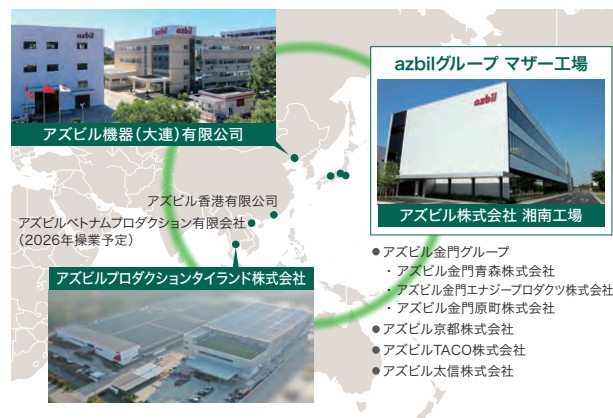 azbil
azbil
アズビル機器(大連)有限公司
azbilグループ マザー工場
azbil
アズビル株式会社 湘南工場
アズビル香港有限公司
アズビルベトナムプロダクション有限会社
(2026年操業予定)
アズビルプロダクションタイランド株式会社
●アズビル金門グループ
・アズビル金門青森株式会社
・アズビル金門エナジープロダクツ株式会社
・アズビル金門原町株式会社
●アズビル京都株式会社
●アズビルTACO株式会社
●アズビル太信株式会社